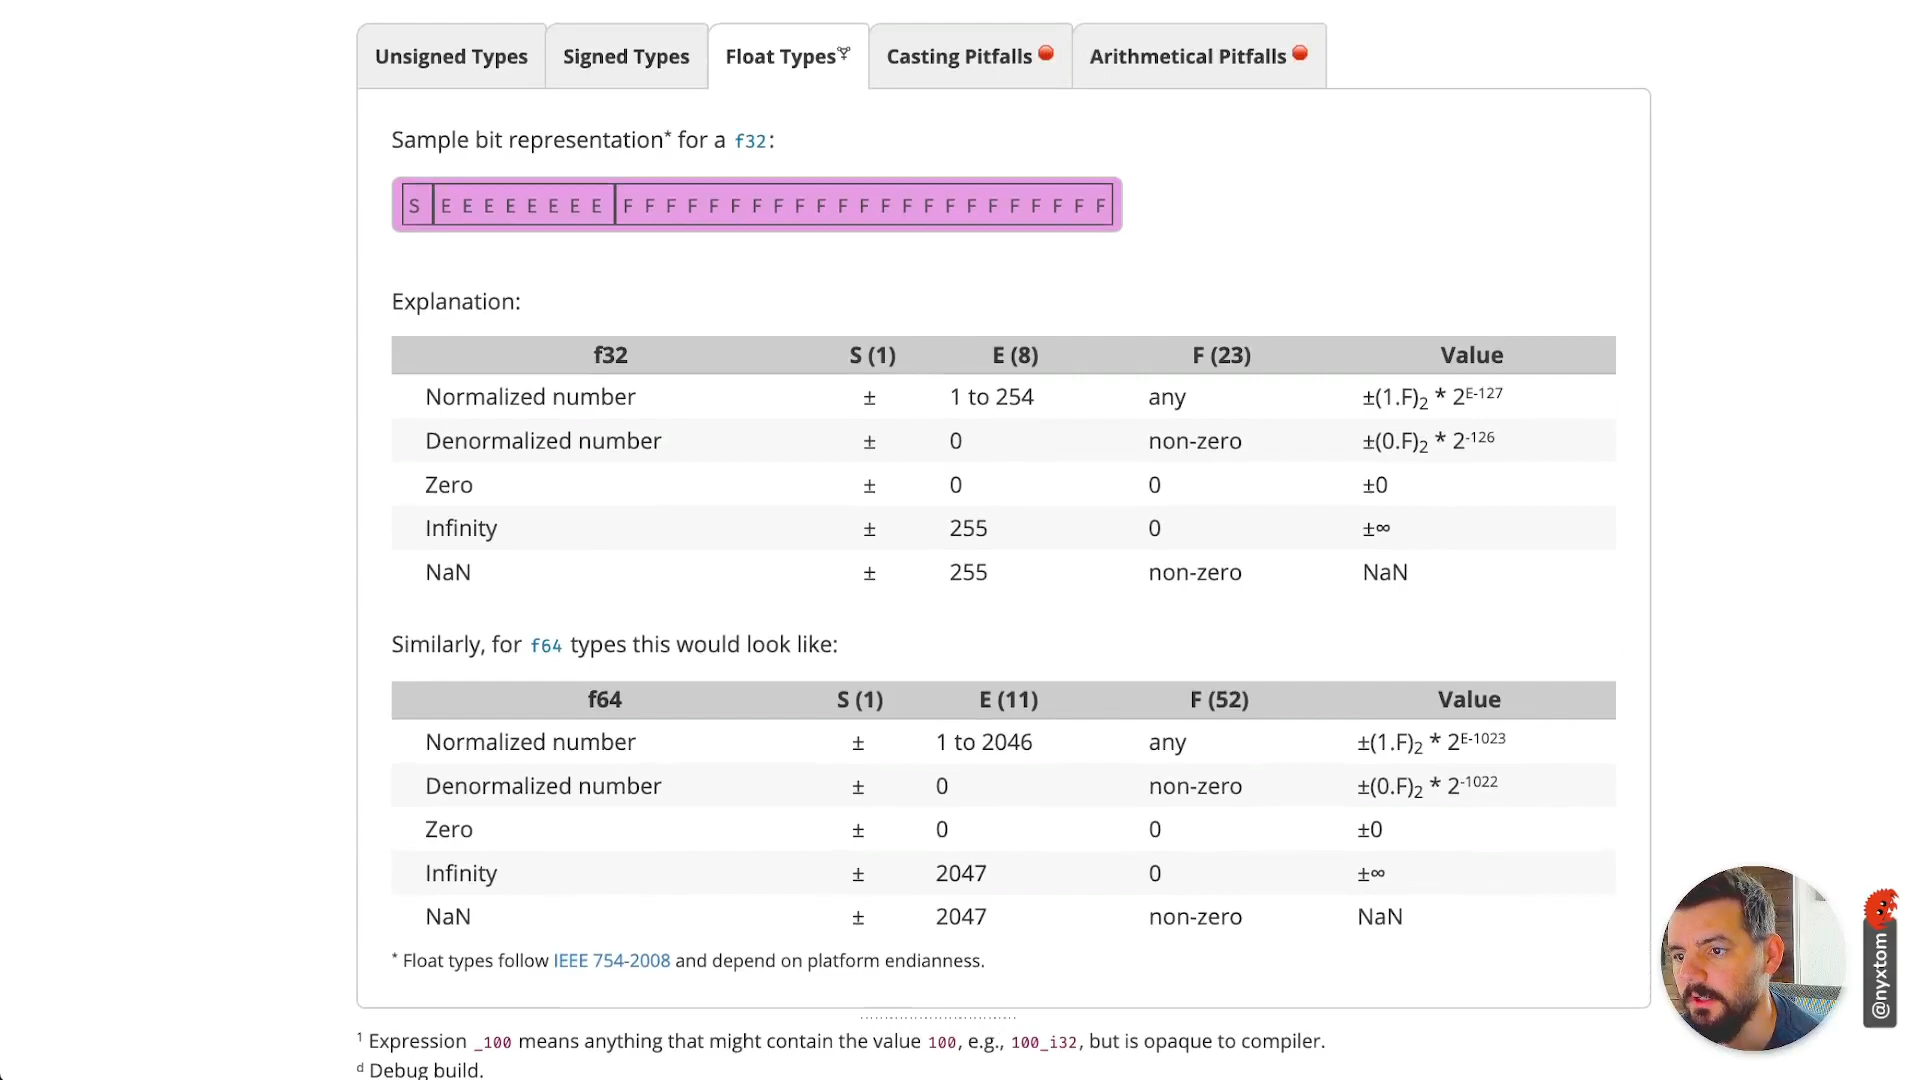 Unsigned Types Signed Types Float Types Casting Pitfalls Arithmetical Pitfalls
Sample bit representation* for a f32:
S E E E E E E E E F F F F F F F F F F F F F F F F F F F F F F F
Explanation:
f32 S (1) E (8) F (23) Value
Normalized number ± 1 to 254 any ±(1.F)₂ * 2ᴱ⁻¹²⁷
Denormalized number ± 0 non-zero ±(0.F)₂ * 2⁻¹²⁶
Zero ± 0 0 ±0
Infinity ± 255 0 ±∞
NaN ± 255 non-zero NaN
Similarly, for f64 types this would look like:
f64 S (1) E (11) F (52) Value
Normalized number ± 1 to 2046 any ±(1.F)₂ * 2ᴱ⁻¹⁰²³
Denormalized number ± 0 non-zero ±(0.F)₂ * 2⁻¹⁰²²
Zero ± 0 0 ±0
Infinity ± 2047 0 ±∞
NaN ± 2047 non-zero NaN
* Float types follow IEEE 754-2008 and depend on platform endianness.
¹ Expression _100 means anything that might contain the value 100, e.g., 100_i32, but is opaque to compiler.
ᵈ Debug build.
@nyxtom